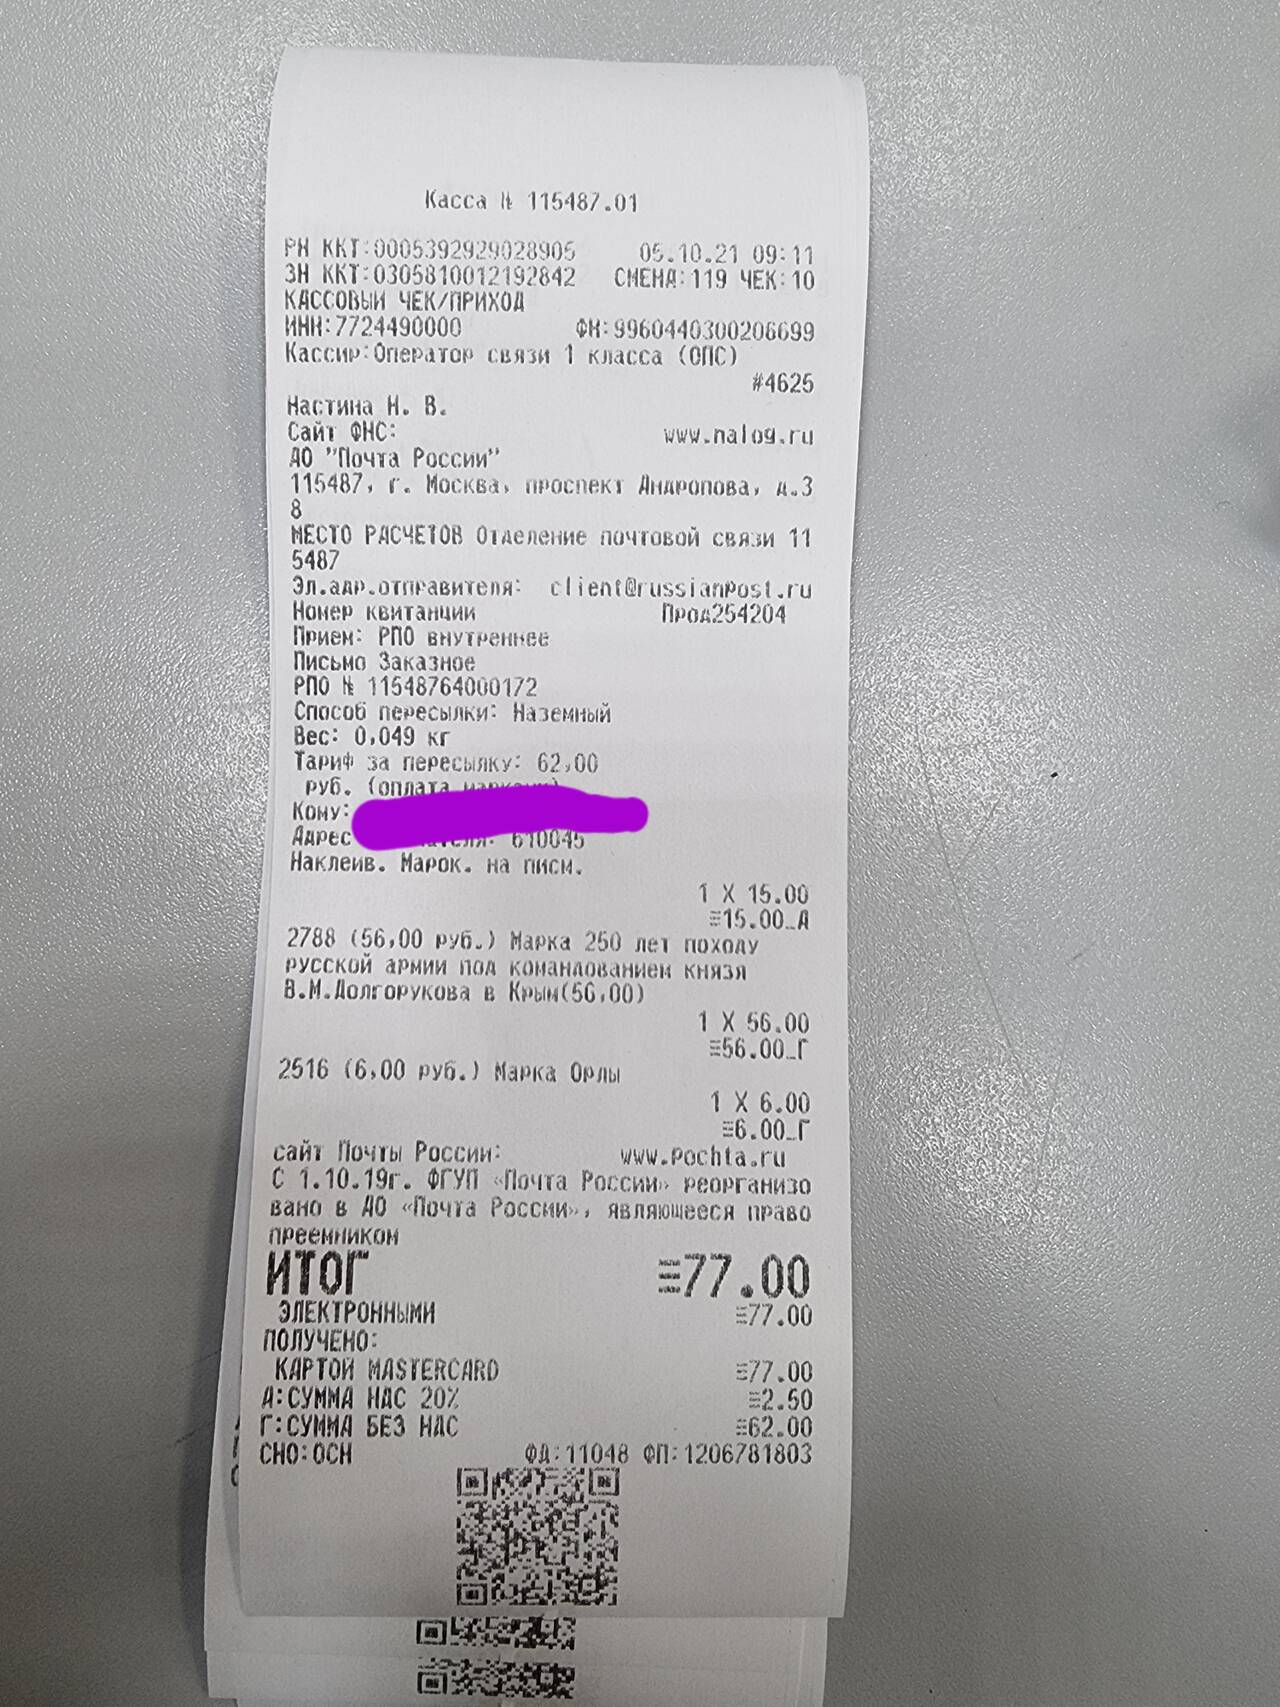 Касса № 115487.01
РН ККТ:0005392929028905 05.10.21 09:11
ЗН ККТ:0305810012192842 СМЕНА:119 ЧЕК:10
КАССОВЫЙ ЧЕК/ПРИХОД
ИНН:7724490000 ФН:9960440300206699
Кассир:Оператор связи 1 класса (ОПС)
#4625
Настина Н. В.
Сайт ФНС: www.nalog.ru
АО "Почта России"
115487, г. Москва, проспект Андропова, д.3
8
МЕСТО РАСЧЕТОВ Отделение почтовой связи 11
5487
Эл.адр.отправителя: client@russianpost.ru
Номер квитанции Прод254204
Прием: РПО внутреннее
Письмо Заказное
РПО № 11548764000172
Способ пересылки: Наземный
Вес: 0,049 кг
Тариф за пересылку: 62,00
руб. (оплата
Кому:
Адрес 610045
Наклеив. Марок. на писм.
1 X 15.00
≡15.00_А
2788 (56,00 руб.) Марка 250 лет походу
русской армии под командованием князя
В.М.Долгорукова в Крым(56,00)
1 X 56.00
≡56.00_Г
2516 (6,00 руб.) Марка Орлы
1 X 6.00
≡6.00_Г
сайт Почты России: www.pochta.ru
С 1.10.19г. ФГУП «Почта России» реорганизо
вано в АО «Почта России», являющееся право
преемником
ИТОГ ≡77.00
ЭЛЕКТРОННЫМИ ≡77.00
ПОЛУЧЕНО:
КАРТОЙ MASTERCARD ≡77.00
А:СУММА НДС 20% ≡2.50
Г:СУММА БЕЗ НДС ≡62.00
СНО:ОСН ФД:11048 ФП:1206781803